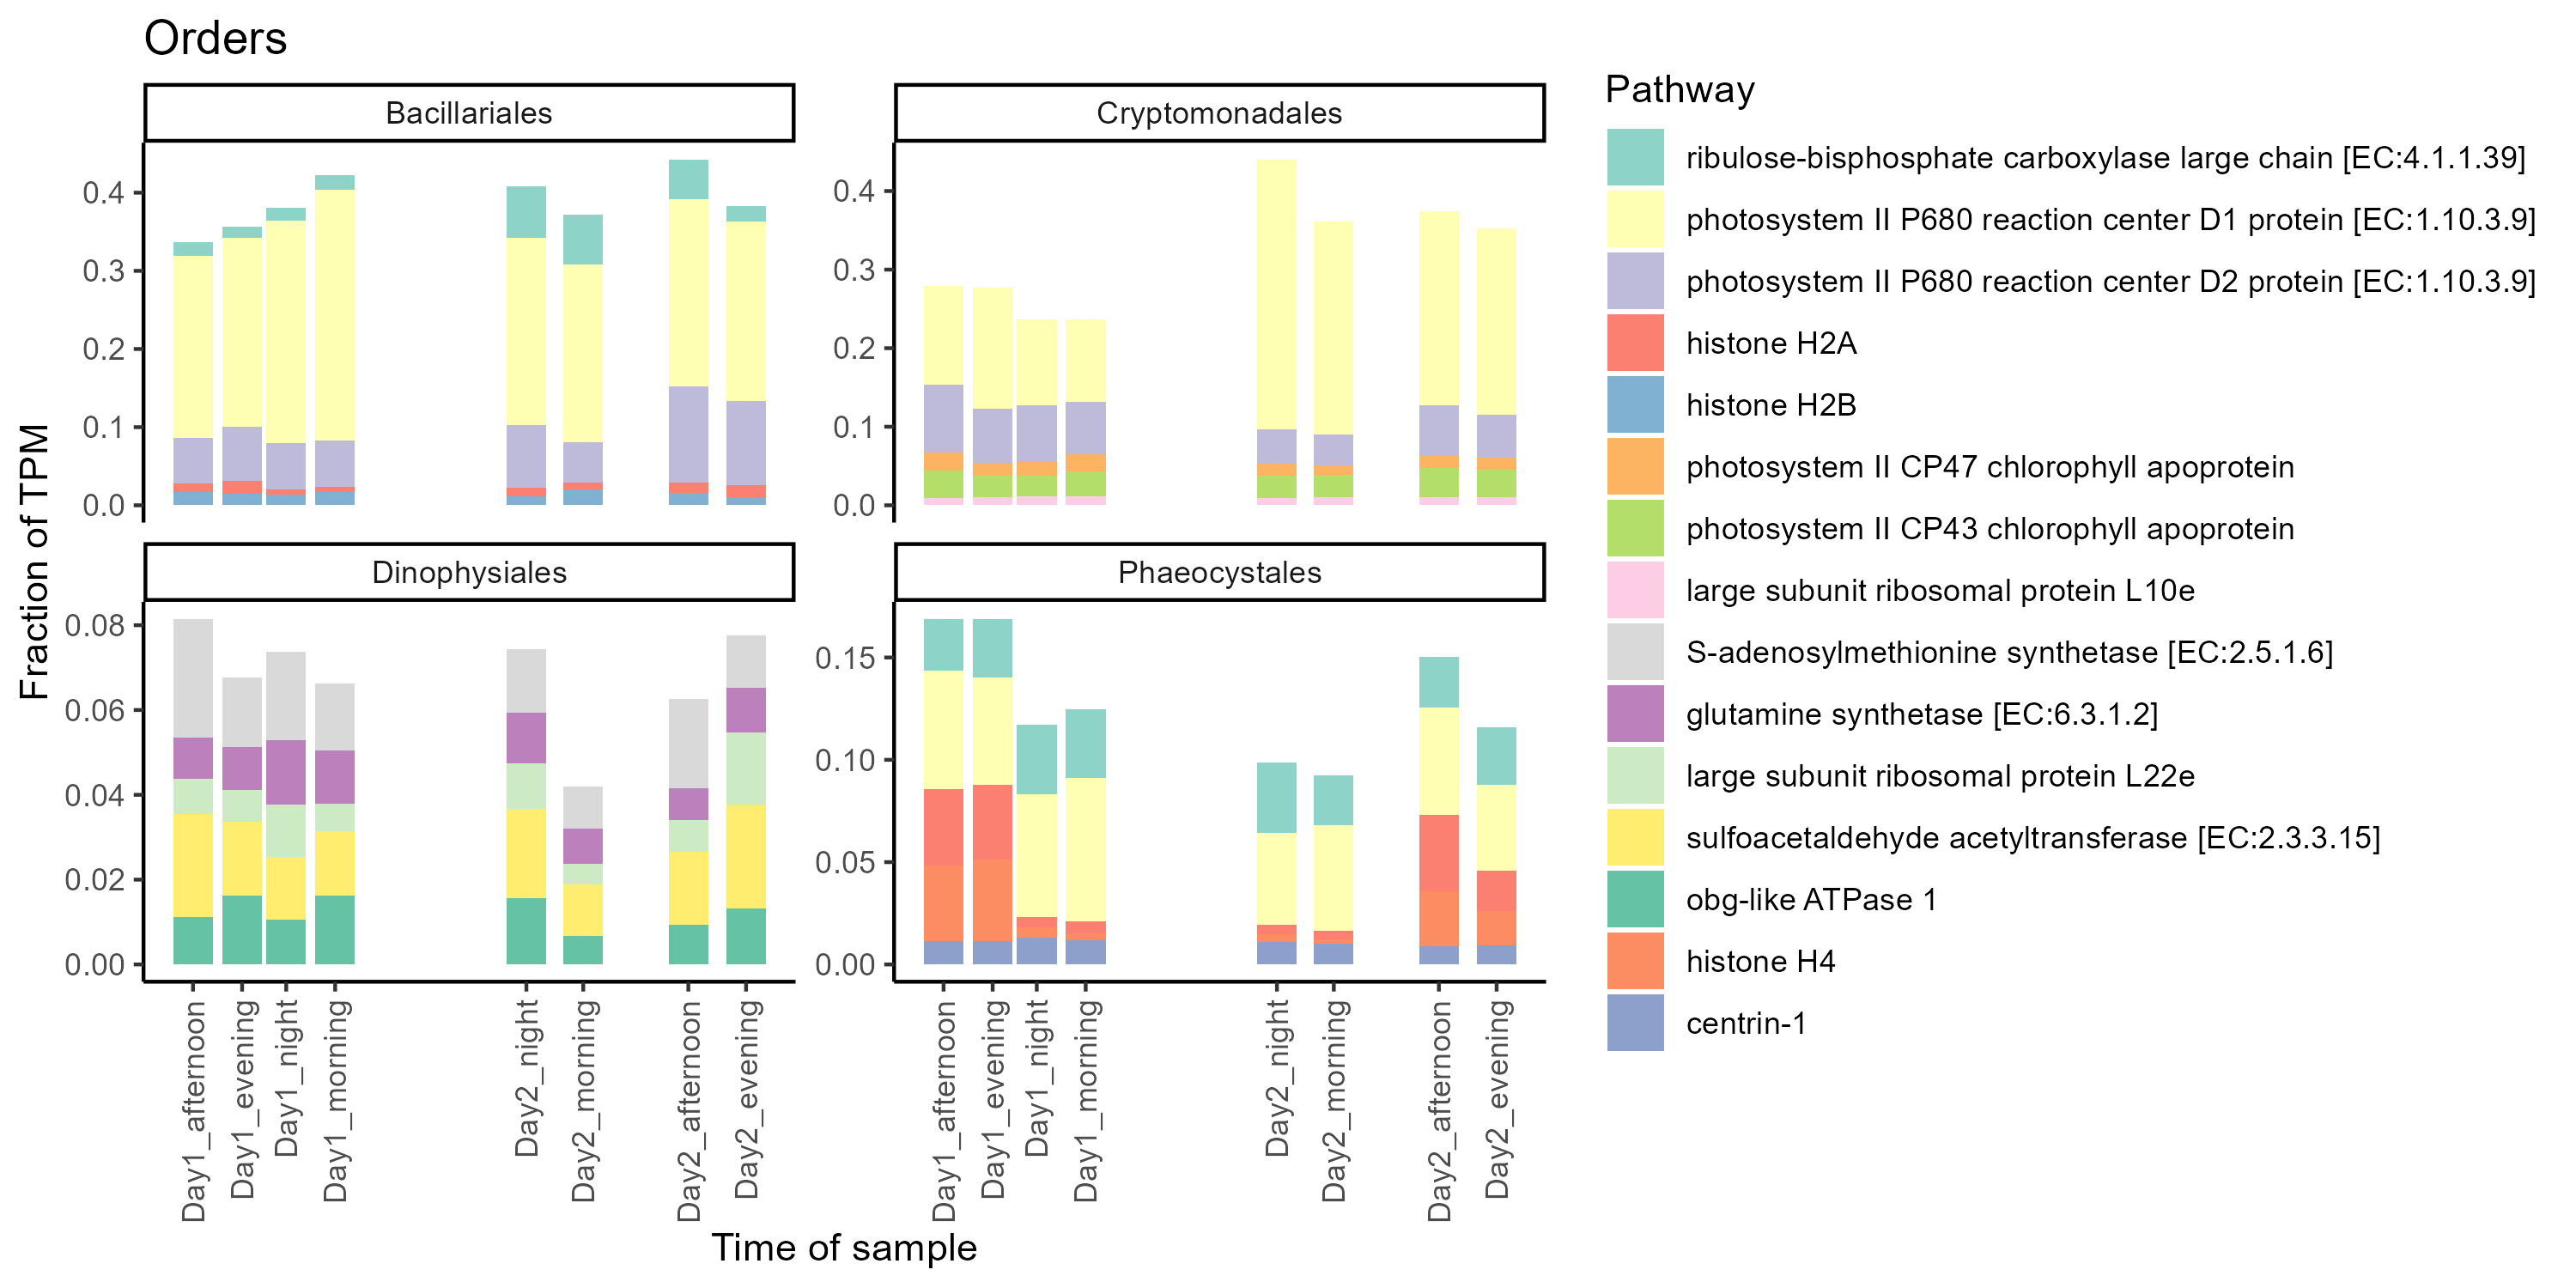 Orders
Bacillariales
Cryptomonadales
0.4
0.3
0.2
0.1
0.0
0.4
0.3
0.2
0.1
0.0
Dinophysiales
Phaeocystales
0.08
0.06
0.04
0.02
0.00
0.15
0.10
0.05
0.00
Fraction of TPM
Day1_afternoon
Day1_evening
Day1_night
Day1_morning
Day2_night
Day2_morning
Day2_afternoon
Day2_evening
Day1_afternoon
Day1_evening
Day1_night
Day1_morning
Day2_night
Day2_morning
Day2_afternoon
Day2_evening
Time of sample
Pathway
ribulose-bisphosphate carboxylase large chain [EC:4.1.1.39]
photosystem II P680 reaction center D1 protein [EC:1.10.3.9]
photosystem II P680 reaction center D2 protein [EC:1.10.3.9]
histone H2A
histone H2B
photosystem II CP47 chlorophyll apoprotein
photosystem II CP43 chlorophyll apoprotein
large subunit ribosomal protein L10e
S-adenosylmethionine synthetase [EC:2.5.1.6]
glutamine synthetase [EC:6.3.1.2]
large subunit ribosomal protein L22e
sulfoacetaldehyde acetyltransferase [EC:2.3.3.15]
obg-like ATPase 1
histone H4
centrin-1